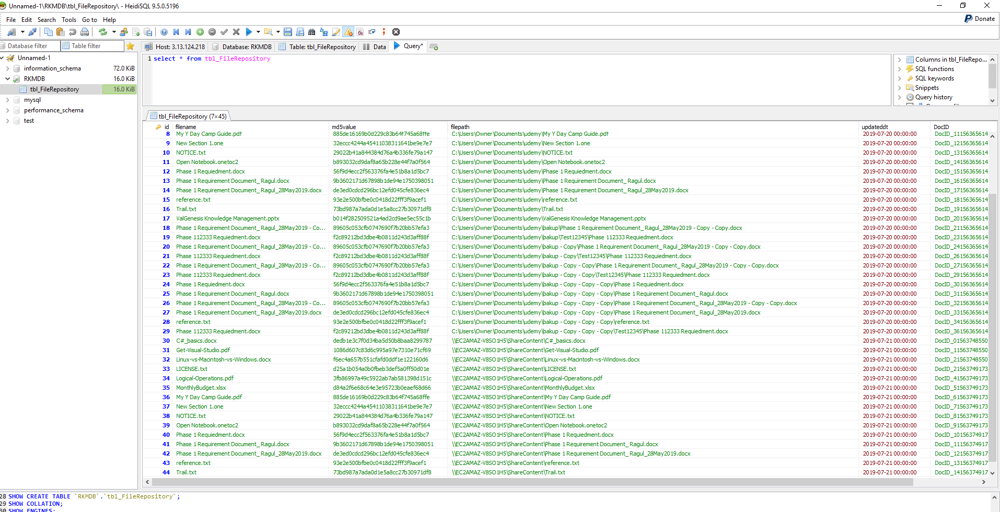 Unnamed-1\RKMDB\tbl_FileRepository\ - HeidiSQL 9.5.0.5196
File Edit Search Tools Go to Help
Donate
Database filter Table filter
Host: 3.13.124.218 Database: RKMDB Table: tbl_FileRepository Data Query*
Unnamed-1
information_schema 72.0 KiB
RKMDB 16.0 KiB
tbl_FileRepository 16.0 KiB
mysql
performance_schema
test
1 select * from tbl_FileRepository
Columns in tbl_FileRepo...
SQL functions
SQL keywords
Snippets
Query history
tbl_FileRepository (7×45)
id filename md5value filepath updateddt DocID
8 My Y Day Camp Guide.pdf 885de16169b0d229c83b64f745a68ffe C:\Users\Owner\Documents\udemy\My Y Day Camp Guide.pdf 2019-07-20 00:00:00 DocID_11156365614
9 New Section 1.one 32eccc4244a45411038311641be9e7e7 C:\Users\Owner\Documents\udemy\New Section 1.one 2019-07-20 00:00:00 DocID_12156365614
10 NOTICE.txt 29022b41a844384d76a4b336fe79a147 C:\Users\Owner\Documents\udemy\NOTICE.txt 2019-07-20 00:00:00 DocID_13156365614
11 Open Notebook.onetoc2 b893032cd9daf8a65b228e44f7a0f564 C:\Users\Owner\Documents\udemy\Open Notebook.onetoc2 2019-07-20 00:00:00 DocID_14156365614
12 Phase 1 Requiedment.docx 56f9d4ecc2f563376fa4e51b8a1d5bc7 C:\Users\Owner\Documents\udemy\Phase 1 Requiedment.docx 2019-07-20 00:00:00 DocID_15156365614
13 Phase 1 Requirement Document_ Ragul.docx 9b3602171d67898b1de94e1750398051 C:\Users\Owner\Documents\udemy\Phase 1 Requirement Document_ Ragul.docx 2019-07-20 00:00:00 DocID_16156365614
14 Phase 1 Requirement Document_ Ragul_28May2019.docx de3ed0cdcd296bc12efd045cfe836ec4 C:\Users\Owner\Documents\udemy\Phase 1 Requirement Document_ Ragul_28May2019.docx 2019-07-20 00:00:00 DocID_17156365614
15 reference.txt 93e2e500bfbe0c0418d22fff3f9acef1 C:\Users\Owner\Documents\udemy\reference.txt 2019-07-20 00:00:00 DocID_18156365614
16 Trail.txt 73bd987a7ada0d1e5a8cc27b30971df8 C:\Users\Owner\Documents\udemy\Trail.txt 2019-07-20 00:00:00 DocID_19156365614
17 ValGenesis Knowledge Management.pptx b014f282509521a4ad2cd9ae5ec55c1b C:\Users\Owner\Documents\udemy\ValGenesis Knowledge Management.pptx 2019-07-20 00:00:00 DocID_20156365614
18 Phase 1 Requirement Document_ Ragul_28May2019 - Co... 89605c053cfb0747690f7b20bb57efa3 C:\Users\Owner\Documents\udemy\bakup\Phase 1 Requirement Document_ Ragul_28May2019 - Copy - Copy.docx 2019-07-20 00:00:00 DocID_21156365614
19 Phase 112333 Requiedment.docx f2c89212bd3dbe4b0811d243d3aff88f C:\Users\Owner\Documents\udemy\bakup\Test12345\Phase 112333 Requiedment.docx 2019-07-20 00:00:00 DocID_23156365614
20 Phase 1 Requirement Document_ Ragul_28May2019 - Co... 89605c053cfb0747690f7b20bb57efa3 C:\Users\Owner\Documents\udemy\bakup - Copy\Phase 1 Requirement Document_ Ragul_28May2019 - Copy - Copy.docx 2019-07-20 00:00:00 DocID_24156365614
21 Phase 112333 Requiedment.docx f2c89212bd3dbe4b0811d243d3aff88f C:\Users\Owner\Documents\udemy\bakup - Copy\Test12345\Phase 112333 Requiedment.docx 2019-07-20 00:00:00 DocID_26156365614
22 Phase 1 Requirement Document_ Ragul_28May2019 - Co... 89605c053cfb0747690f7b20bb57efa3 C:\Users\Owner\Documents\udemy\bakup - Copy - Copy\Phase 1 Requirement Document_ Ragul_28May2019 - Copy - Copy.docx 2019-07-20 00:00:00 DocID_27156365614
23 Phase 112333 Requiedment.docx f2c89212bd3dbe4b0811d243d3aff88f C:\Users\Owner\Documents\udemy\bakup - Copy - Copy\Test12345\Phase 112333 Requiedment.docx 2019-07-20 00:00:00 DocID_29156365614
24 Phase 1 Requiedment.docx 56f9d4ecc2f563376fa4e51b8a1d5bc7 C:\Users\Owner\Documents\udemy\bakup - Copy - Copy - Copy\Phase 1 Requiedment.docx 2019-07-20 00:00:00 DocID_30156365614
25 Phase 1 Requirement Document_ Ragul.docx 9b3602171d67898b1de94e1750398051 C:\Users\Owner\Documents\udemy\bakup - Copy - Copy - Copy\Phase 1 Requirement Document_ Ragul.docx 2019-07-20 00:00:00 DocID_31156365614
26 Phase 1 Requirement Document_ Ragul_28May2019 - Co... 89605c053cfb0747690f7b20bb57efa3 C:\Users\Owner\Documents\udemy\bakup - Copy - Copy - Copy\Phase 1 Requirement Document_ Ragul_28May2019 - Copy - Copy.docx 2019-07-20 00:00:00 DocID_32156365614
27 Phase 1 Requirement Document_ Ragul_28May2019.docx de3ed0cdcd296bc12efd045cfe836ec4 C:\Users\Owner\Documents\udemy\bakup - Copy - Copy - Copy\Phase 1 Requirement Document_ Ragul_28May2019.docx 2019-07-20 00:00:00 DocID_33156365614
28 reference.txt 93e2e500bfbe0c0418d22fff3f9acef1 C:\Users\Owner\Documents\udemy\bakup - Copy - Copy - Copy\reference.txt 2019-07-20 00:00:00 DocID_34156365614
29 Phase 112333 Requiedment.docx f2c89212bd3dbe4b0811d243d3aff88f C:\Users\Owner\Documents\udemy\bakup - Copy - Copy - Copy\Test12345\Phase 112333 Requiedment.docx 2019-07-20 00:00:00 DocID_36156365614
30 C#_basics.docx dedb1e3c7f0d34ba5d50b8baa8299787 \\EC2AMAZ-V8SO1H5\ShareContent\C#_basics.docx 2019-07-21 00:00:00 DocID_01563748550
31 Get-Visual-Studio.pdf 1086d607c83d6c995a97e7310e71cf69 \\EC2AMAZ-V8SO1H5\ShareContent\Get-Visual-Studio.pdf 2019-07-21 00:00:00 DocID_11563748550
32 Linux-vs-Macintosh-vs-Windows.docx f6ec4a657b551cfafd0ddf1e122160d6 \\EC2AMAZ-V8SO1H5\ShareContent\Linux-vs-Macintosh-vs-Windows.docx 2019-07-21 00:00:00 DocID_21563748550
33 LICENSE.txt d25a1b054a0b0fbeb3def5a0ff50d01e \\EC2AMAZ-V8SO1H5\ShareContent\LICENSE.txt 2019-07-21 00:00:00 DocID_21563749173
34 Logical-Operations.pdf 3fb86997a49c5922ab7ab581398d151c \\EC2AMAZ-V8SO1H5\ShareContent\Logical-Operations.pdf 2019-07-21 00:00:00 DocID_41563749173
35 MonthlyBudget.xlsx d84a2f6e68c64e3e95723b0eaef68d66 \\EC2AMAZ-V8SO1H5\ShareContent\MonthlyBudget.xlsx 2019-07-21 00:00:00 DocID_51563749173
36 My Y Day Camp Guide.pdf 885de16169b0d229c83b64f745a68ffe \\EC2AMAZ-V8SO1H5\ShareContent\My Y Day Camp Guide.pdf 2019-07-21 00:00:00 DocID_61563749173
37 New Section 1.one 32eccc4244a45411038311641be9e7e7 \\EC2AMAZ-V8SO1H5\ShareContent\New Section 1.one 2019-07-21 00:00:00 DocID_71563749173
38 NOTICE.txt 29022b41a844384d76a4b336fe79a147 \\EC2AMAZ-V8SO1H5\ShareContent\NOTICE.txt 2019-07-21 00:00:00 DocID_81563749173
39 Open Notebook.onetoc2 b893032cd9daf8a65b228e44f7a0f564 \\EC2AMAZ-V8SO1H5\ShareContent\Open Notebook.onetoc2 2019-07-21 00:00:00 DocID_91563749173
40 Phase 1 Requiedment.docx 56f9d4ecc2f563376fa4e51b8a1d5bc7 \\EC2AMAZ-V8SO1H5\ShareContent\Phase 1 Requiedment.docx 2019-07-21 00:00:00 DocID_10156374917
41 Phase 1 Requirement Document_ Ragul.docx 9b3602171d67898b1de94e1750398051 \\EC2AMAZ-V8SO1H5\ShareContent\Phase 1 Requirement Document_ Ragul.docx 2019-07-21 00:00:00 DocID_11156374917
42 Phase 1 Requirement Document_ Ragul_28May2019.docx de3ed0cdcd296bc12efd045cfe836ec4 \\EC2AMAZ-V8SO1H5\ShareContent\Phase 1 Requirement Document_ Ragul_28May2019.docx 2019-07-21 00:00:00 DocID_12156374917
43 reference.txt 93e2e500bfbe0c0418d22fff3f9acef1 \\EC2AMAZ-V8SO1H5\ShareContent\reference.txt 2019-07-21 00:00:00 DocID_13156374917
44 Trail.txt 73bd987a7ada0d1e5a8cc27b30971df8 \\EC2AMAZ-V8SO1H5\ShareContent\Trail.txt 2019-07-21 00:00:00 DocID_14156374917
28 SHOW CREATE TABLE `RKMDB`.`tbl_FileRepository`;
29 SHOW COLLATION;
30 SHOW ENGINES;